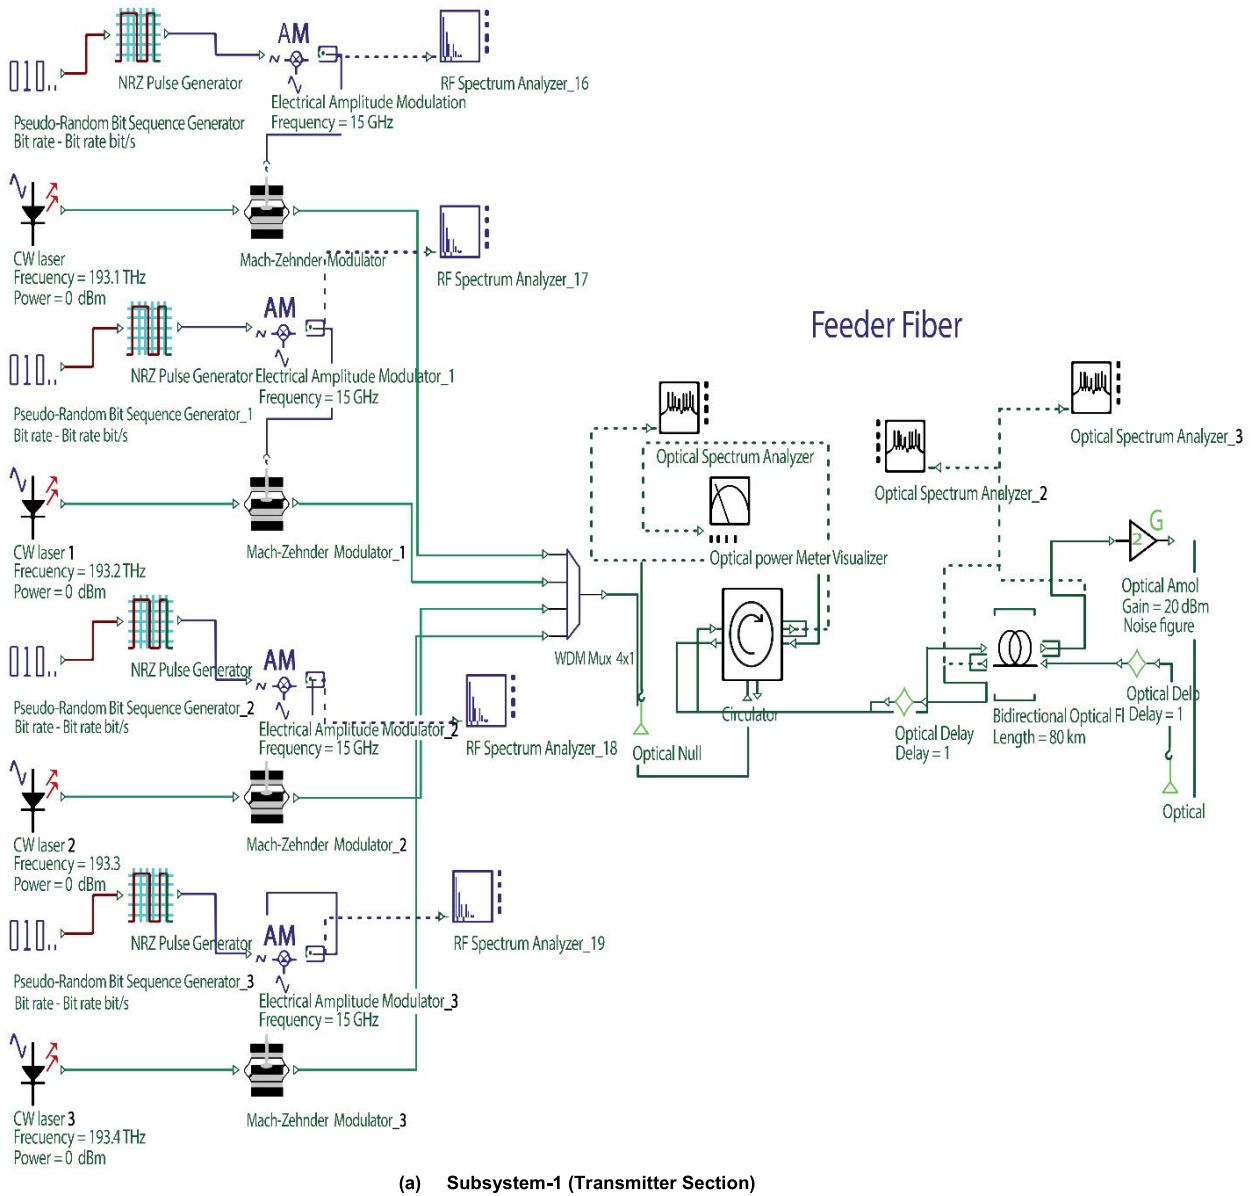 AM
010..
NRZ Pulse Generator
RF Spectrum Analyzer_16
Electrical Amplitude Modulation
Frequency = 15 GHz
Pseudo-Random Bit Sequence Generator
Bit rate - Bit rate bit/s
Mach-Zehnder Modulator
CW laser
Frecuency = 193.1 THz
Power = 0 dBm
RF Spectrum Analyzer_17
AM
010..
NRZ Pulse Generator
Electrical Amplitude Modulator_1
Frequency = 15 GHz
Pseudo-Random Bit Sequence Generator_1
Bit rate - Bit rate bit/s
Mach-Zehnder Modulator_1
CW laser 1
Frecuency = 193.2 THz
Power = 0 dBm
NRZ Pulse Generator
AM
010..
Pseudo-Random Bit Sequence Generator_2
Bit rate - Bit rate bit/s
Electrical Amplitude Modulator_2
Frequency = 15 GHz
RF Spectrum Analyzer_18
Mach-Zehnder Modulator_2
CW laser 2
Frecuency = 193.3
Power = 0 dBm
NRZ Pulse Generator
AM
010..
RF Spectrum Analyzer_19
Pseudo-Random Bit Sequence Generator_3
Bit rate - Bit rate bit/s
Electrical Amplitude Modulator_3
Frequency = 15 GHz
Mach-Zehnder Modulator_3
CW laser 3
Frecuency = 193.4 THz
Power = 0 dBm
WDM Mux 4x1
Feeder Fiber
Optical Spectrum Analyzer
Optical power Meter Visualizer
Circulator
Optical Null
Optical Spectrum Analyzer_2
Optical Spectrum Analyzer_3
G
2
Optical Amol
Gain = 20 dBm
Noise figure
Optical Delay
Delay = 1
Bidirectional Optical FI
Length = 80 km
Optical Delo
Delay = 1
Optical
(a) Subsystem-1 (Transmitter Section)